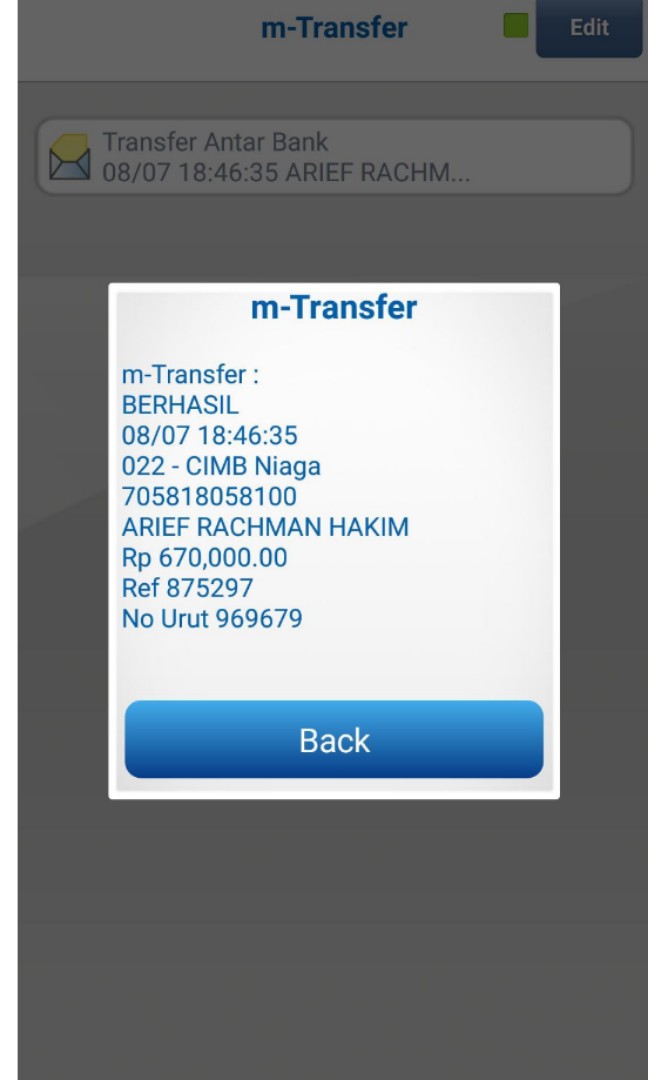 m-Transfer
Edit
Transfer Antar Bank
08/07 18:46:35 ARIEF RACHM...
m-Transfer
m-Transfer :
BERHASIL
08/07 18:46:35
022 - CIMB Niaga
705818058100
ARIEF RACHMAN HAKIM
Rp 670,000.00
Ref 875297
No Urut 969679
Back